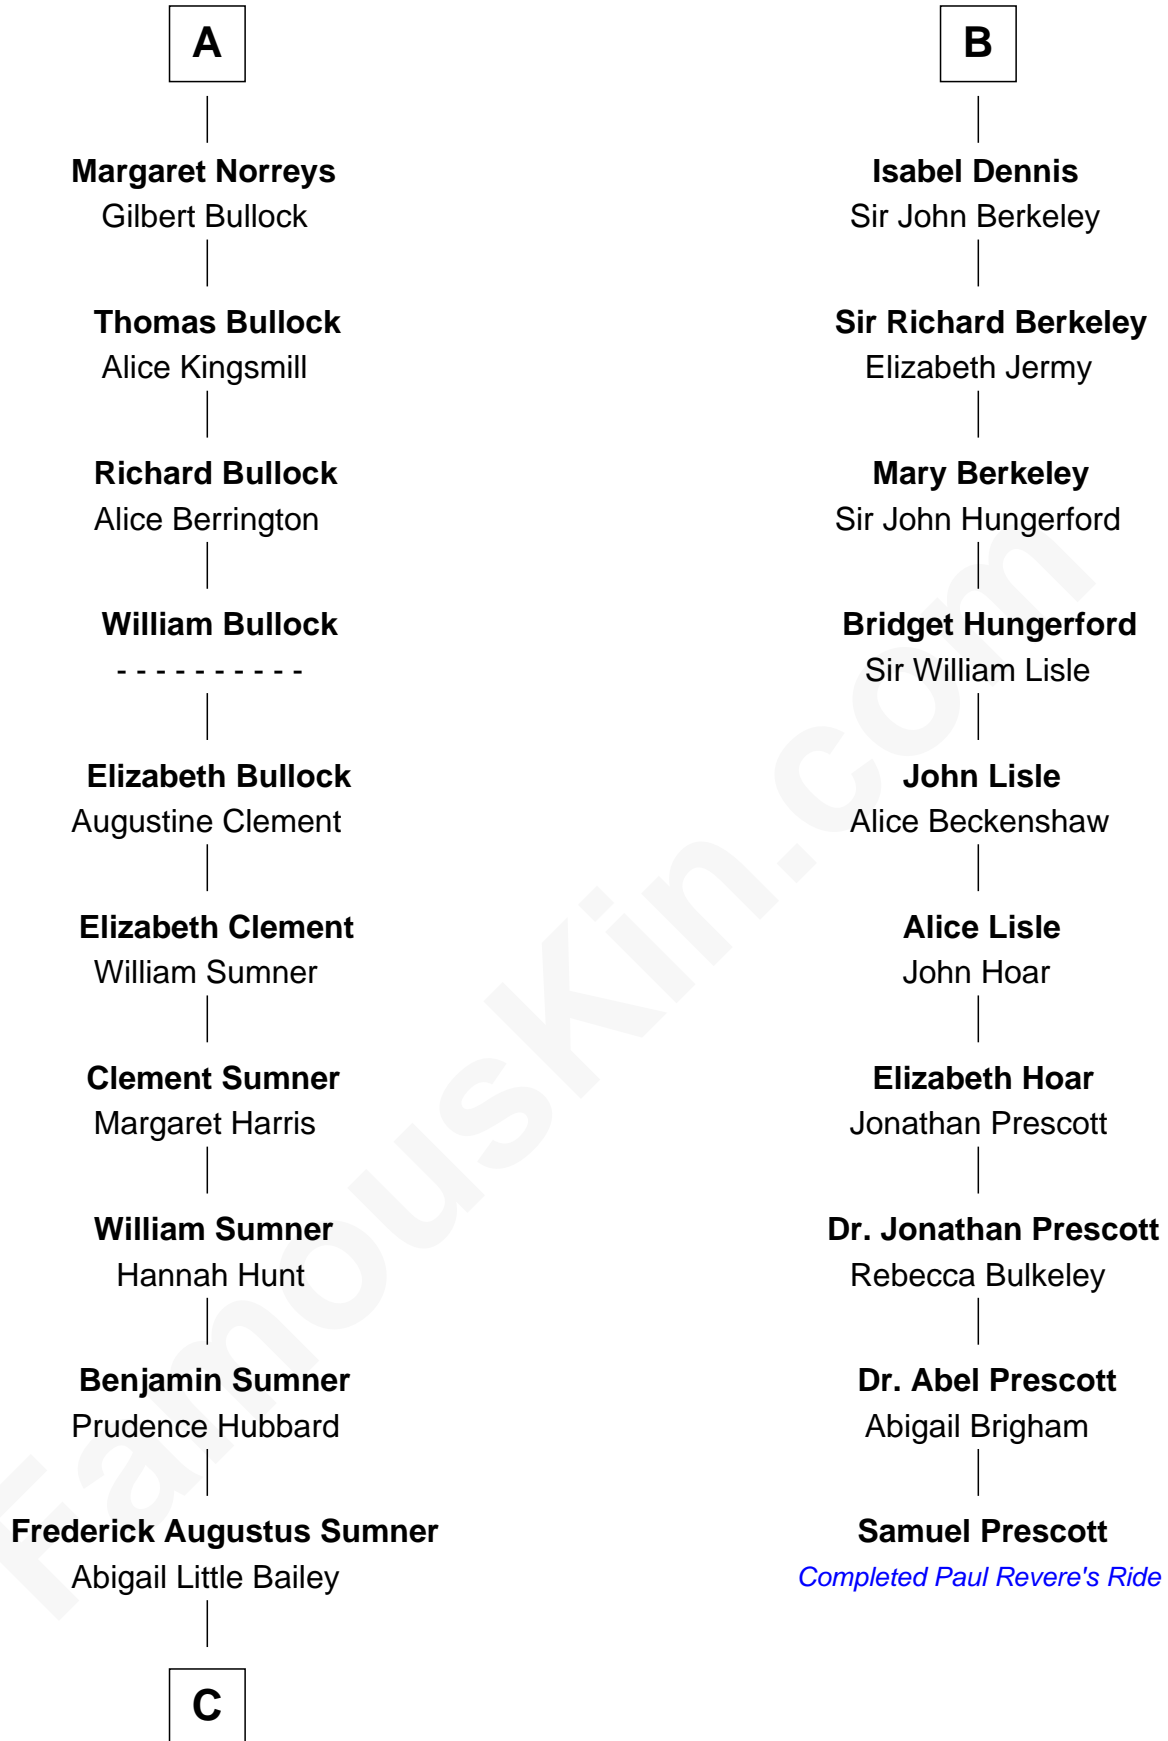 A
Margaret Norreys
Gilbert Bullock
Thomas Bullock
Alice Kingsmill
Richard Bullock
Alice Berrington
William Bullock
- - - - - - - - - -
Elizabeth Bullock
Augustine Clement
Elizabeth Clement
William Sumner
Clement Sumner
Margaret Harris
William Sumner
Hannah Hunt
Benjamin Sumner
Prudence Hubbard
Frederick Augustus Sumner
Abigail Little Bailey
C
B
Isabel Dennis
Sir John Berkeley
Sir Richard Berkeley
Elizabeth Jermy
Mary Berkeley
Sir John Hungerford
Bridget Hungerford
Sir William Lisle
John Lisle
Alice Beckenshaw
Alice Lisle
John Hoar
Elizabeth Hoar
Jonathan Prescott
Dr. Jonathan Prescott
Rebecca Bulkeley
Dr. Abel Prescott
Abigail Brigham
Samuel Prescott
Completed Paul Revere's Ride
FamousKin.com